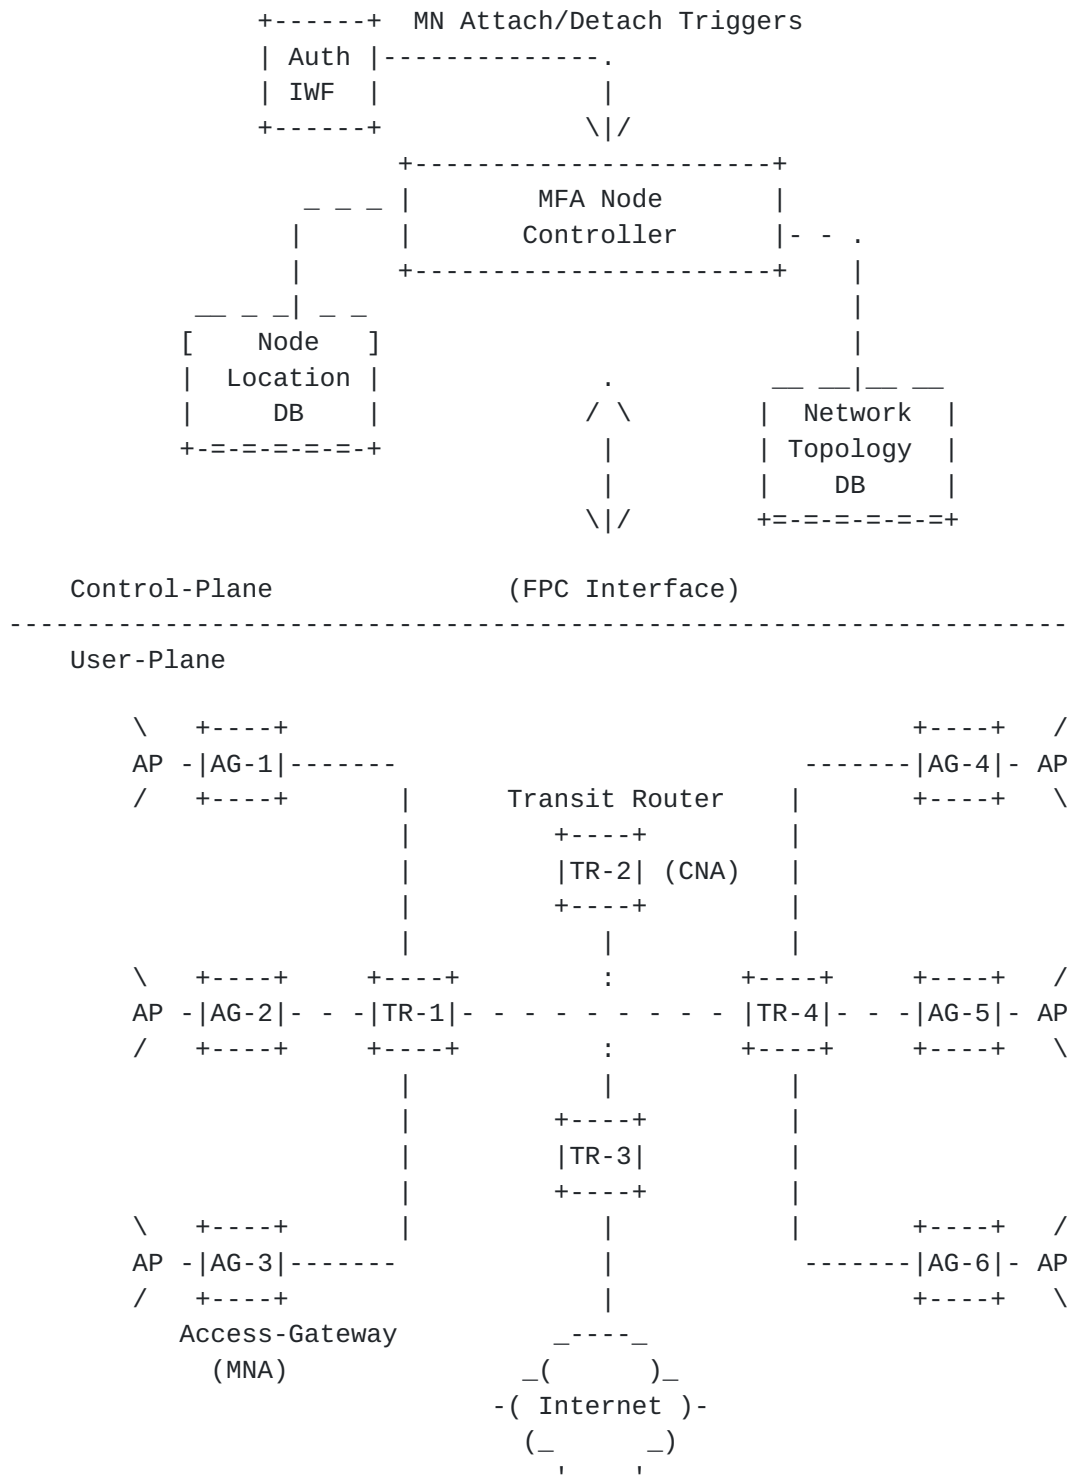 MN Attach/Detach Triggers
Auth
IWF
MFA Node
Controller
Node
Location
DB
Network
Topology
DB
Control-Plane (FPC Interface)
User-Plane
AP AG-1 AG-4 AP
Transit Router
TR-2 (CNA)
AP AG-2 TR-1 TR-4 AG-5 AP
TR-3
AP AG-3 AG-6 AP
Access-Gateway
(MNA)
Internet